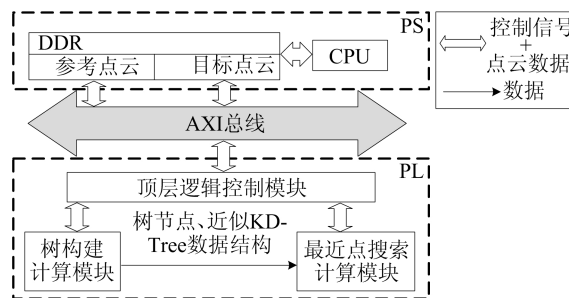 PS
DDR
参考点云
目标点云
CPU
控制信号
+
点云数据
数据
AXI总线
PL
顶层逻辑控制模块
树节点、近似KD-
Tree数据结构
树构建
计算模块
最近点搜索
计算模块